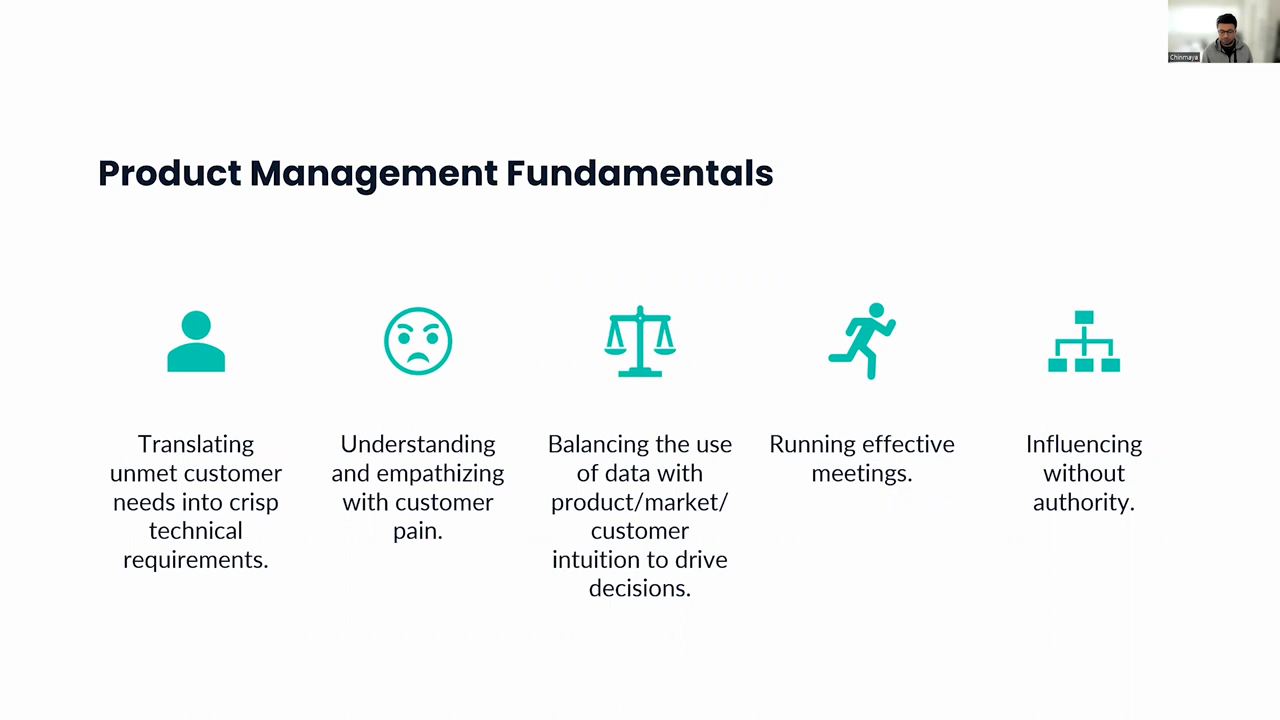 Chinmaya
Product Management Fundamentals
Translating
unmet customer
needs into crisp
technical
requirements.
Understanding
and empathizing
with customer
pain.
Balancing the use
of data with
product/market/
customer
intuition to drive
decisions.
Running effective
meetings.
Influencing
without
authority.